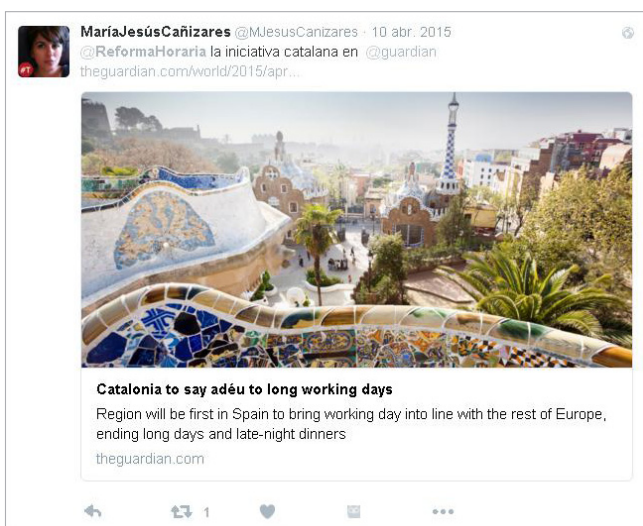 MaríaJesúsCañizares @MJesusCanizares · 10 abr. 2015
@ReformaHoraria la iniciativa catalana en @guardian
theguardian.com/world/2015/apr...
Catalonia to say adéu to long working days
Region will be first in Spain to bring working day into line with the rest of Europe,
ending long days and late-night dinners
theguardian.com
1